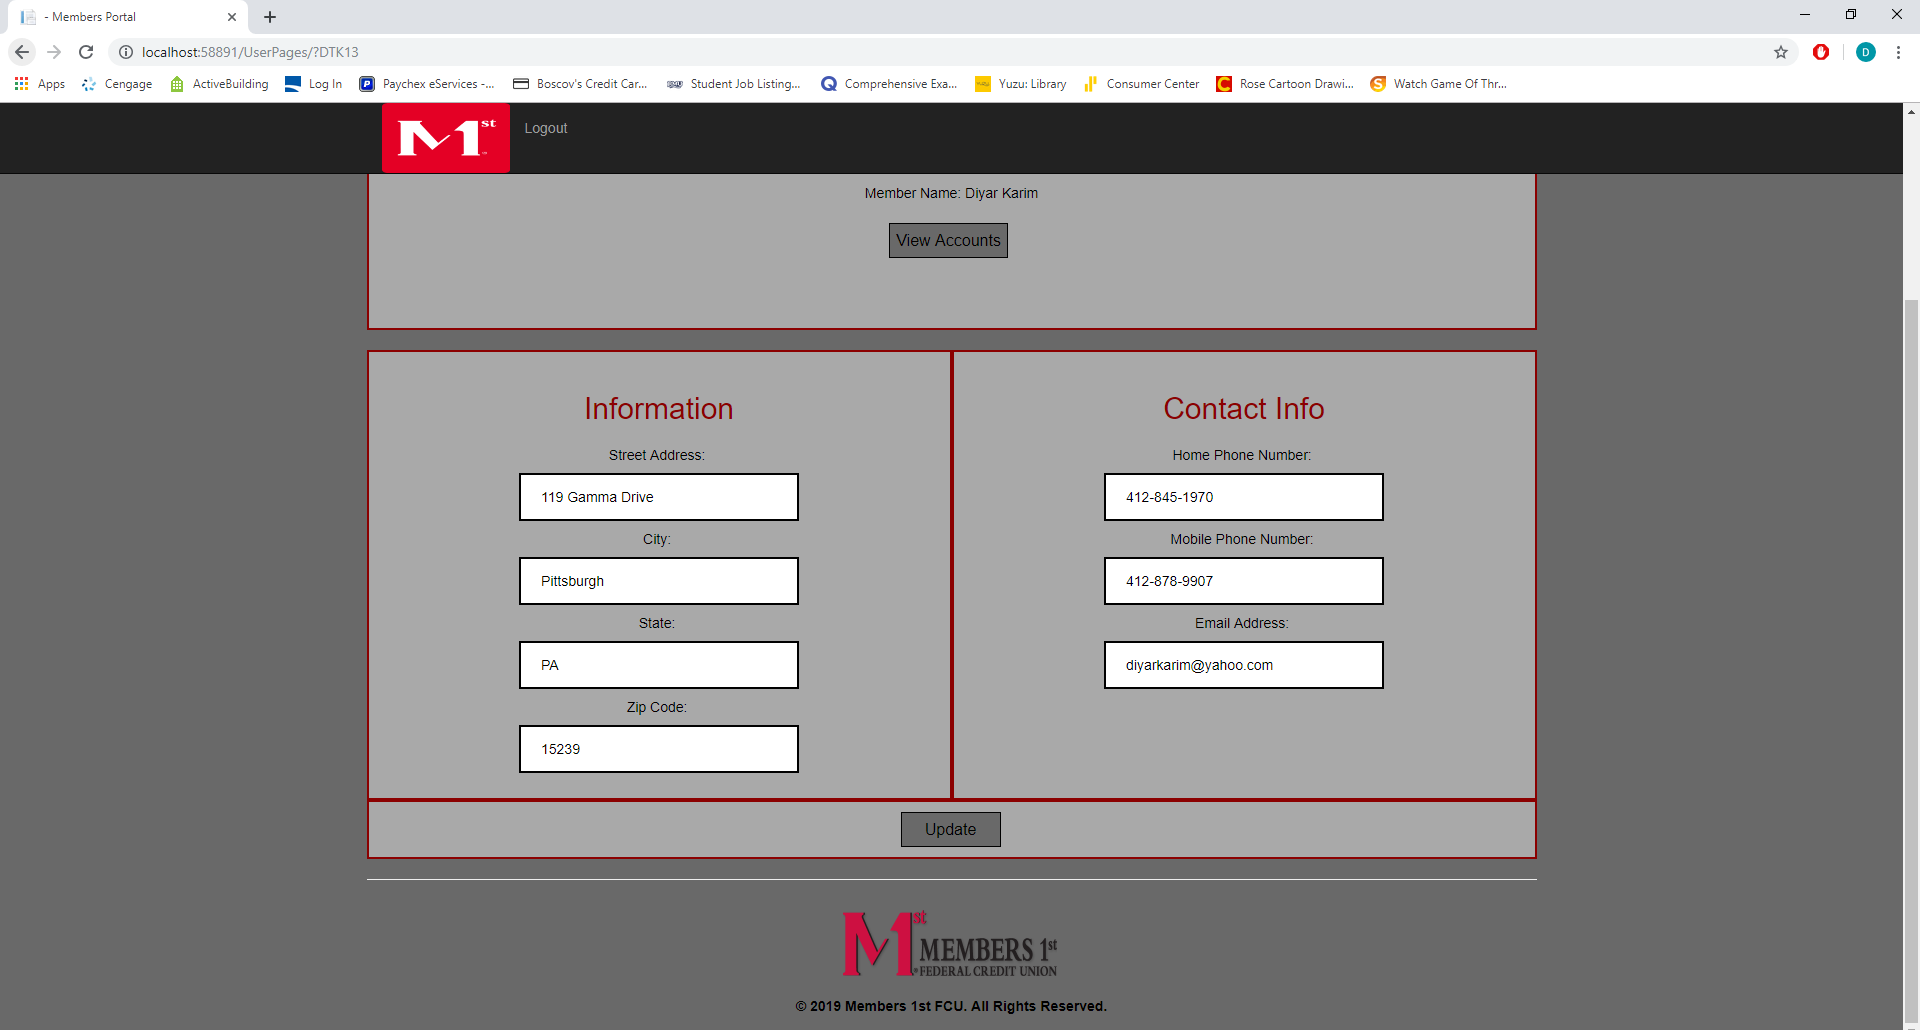 - Members Portal
localhost:58891/UserPages/?DTK13
D
Apps Cengage ActiveBuilding Log In Paychex eServices -... Boscov's Credit Car... Student Job Listing... Comprehensive Exa... Yuzu: Library Consumer Center Rose Cartoon Drawi... Watch Game Of Thr...
M1st Logout
Member Name: Diyar Karim
View Accounts
Information
Street Address:
119 Gamma Drive
City:
Pittsburgh
State:
PA
Zip Code:
15239
Contact Info
Home Phone Number:
412-845-1970
Mobile Phone Number:
412-878-9907
Email Address:
diyarkarim@yahoo.com
Update
M1st MEMBERS 1st
FEDERAL CREDIT UNION
© 2019 Members 1st FCU. All Rights Reserved.